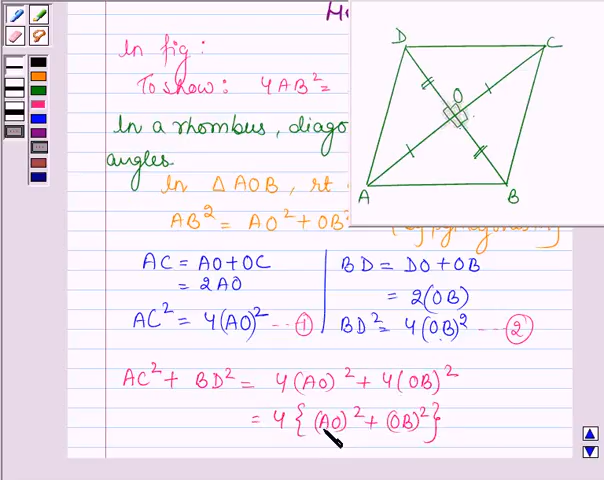 In fig:
To show: 4AB² =
In a rhombus, diago
angles.
In △AOB, rt
AB² = AO² + OB²
AC = AO + OC
= 2AO
AC² = 4(AO)² --- ①
BD = DO + OB
= 2(OB)
BD² = 4(OB)² --- ②
AC² + BD² = 4(AO)² + 4(OB)²
= 4{(AO)² + (OB)²}
D
C
O
A
B